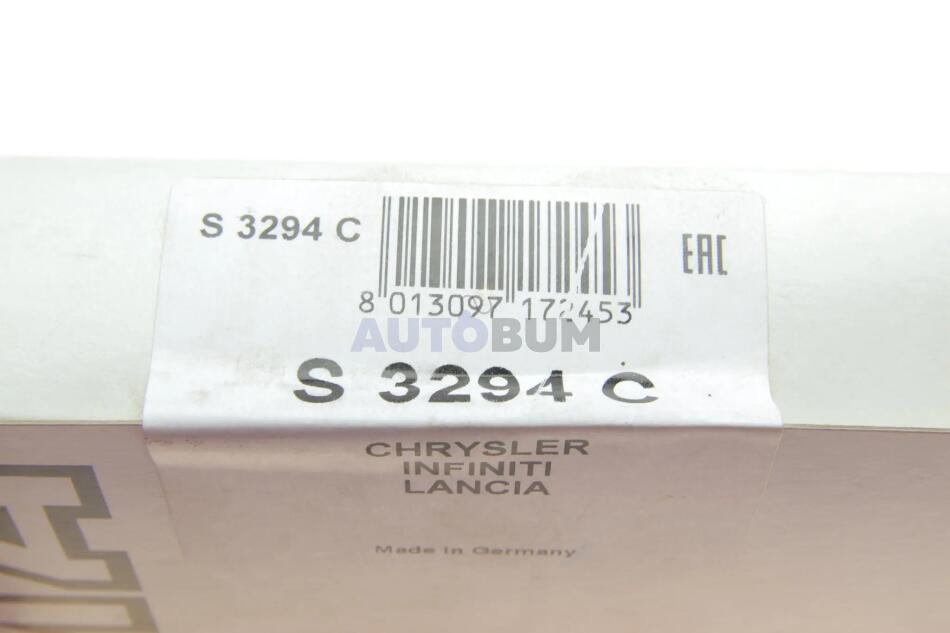 S 3294 C
EAC
8 013097 172453
AUTOBUM
S 3294 C
CHRYSLER
INFINITI
LANCIA
Made in Germany